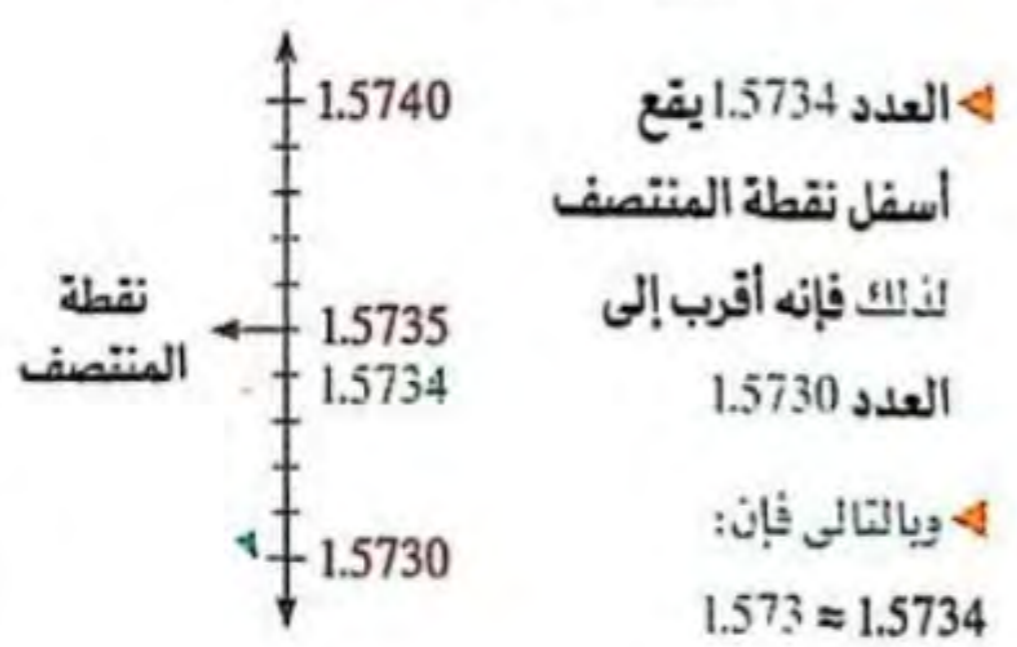 ◀ العدد 1.5734 يقع
أسفل نقطة المنتصف
لذلك فإنه أقرب إلى
العدد 1.5730
◀ وبالتالى فإن:
1.573 ≈ 1.5734
1.5740
1.5735
1.5734
1.5730
نقطة
المنتصف